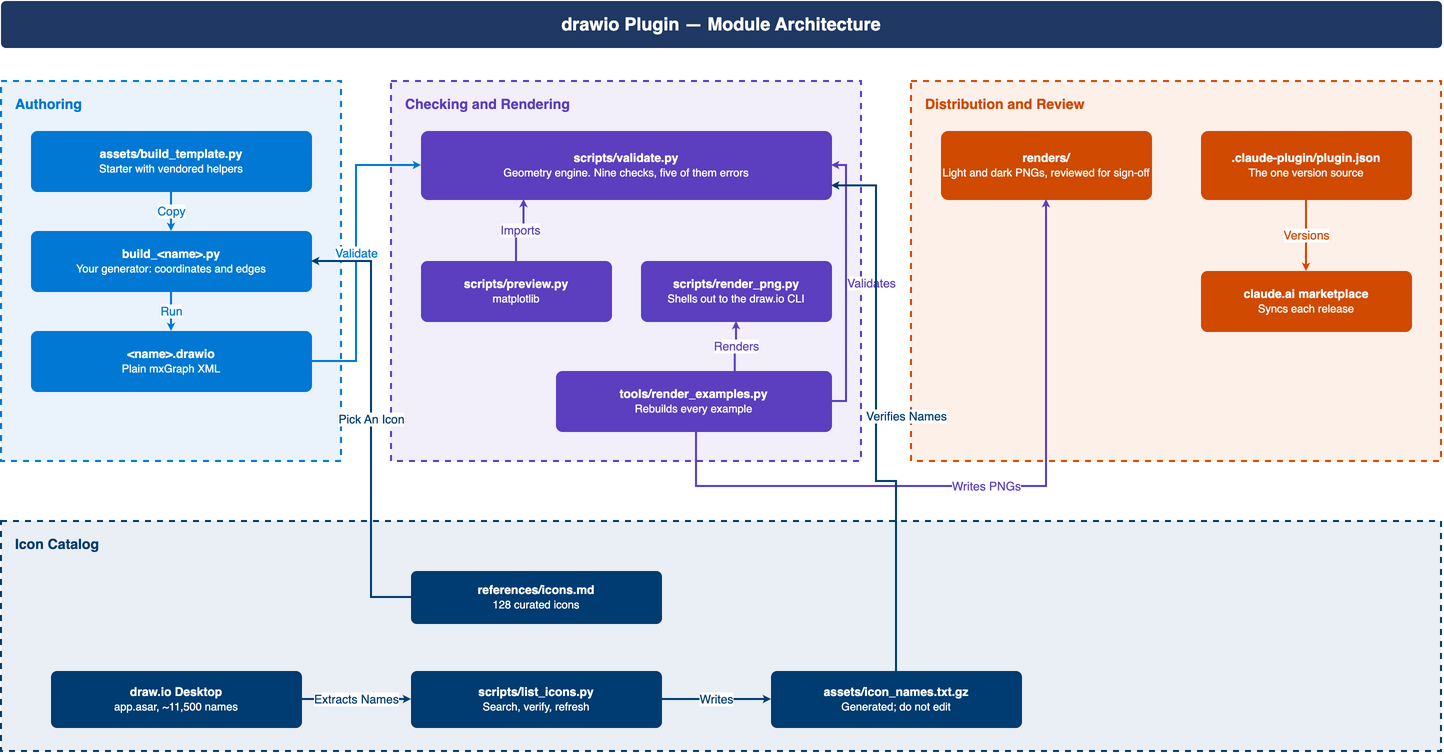 drawio Plugin — Module Architecture
Authoring
assets/build_template.py
Starter with vendored helpers
Copy
build_<name>.py
Your generator: coordinates and edges
Run
<name>.drawio
Plain mxGraph XML
Validate
Pick An Icon
Checking and Rendering
scripts/validate.py
Geometry engine. Nine checks, five of them errors
Imports
scripts/preview.py
matplotlib
scripts/render_png.py
Shells out to the draw.io CLI
Validates
Renders
tools/render_examples.py
Rebuilds every example
Verifies Names
Writes PNGs
Distribution and Review
renders/
Light and dark PNGs, reviewed for sign-off
.claude-plugin/plugin.json
The one version source
Versions
claude.ai marketplace
Syncs each release
Icon Catalog
references/icons.md
128 curated icons
draw.io Desktop
app.asar, ~11,500 names
Extracts Names
scripts/list_icons.py
Search, verify, refresh
Writes
assets/icon_names.txt.gz
Generated; do not edit